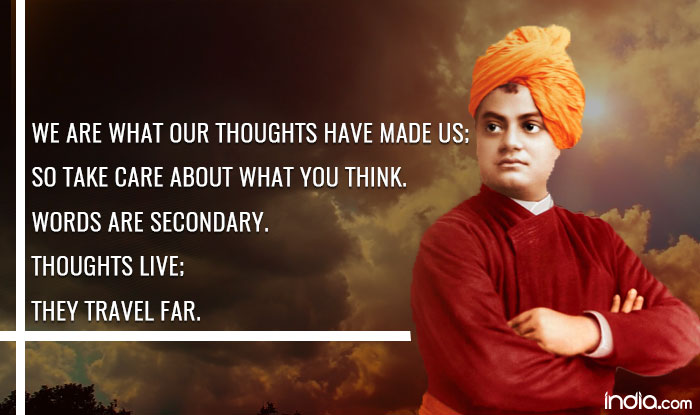 WE ARE WHAT OUR THOUGHTS HAVE MADE US;
SO TAKE CARE ABOUT WHAT YOU THINK.
WORDS ARE SECONDARY.
THOUGHTS LIVE;
THEY TRAVEL FAR.
india.com